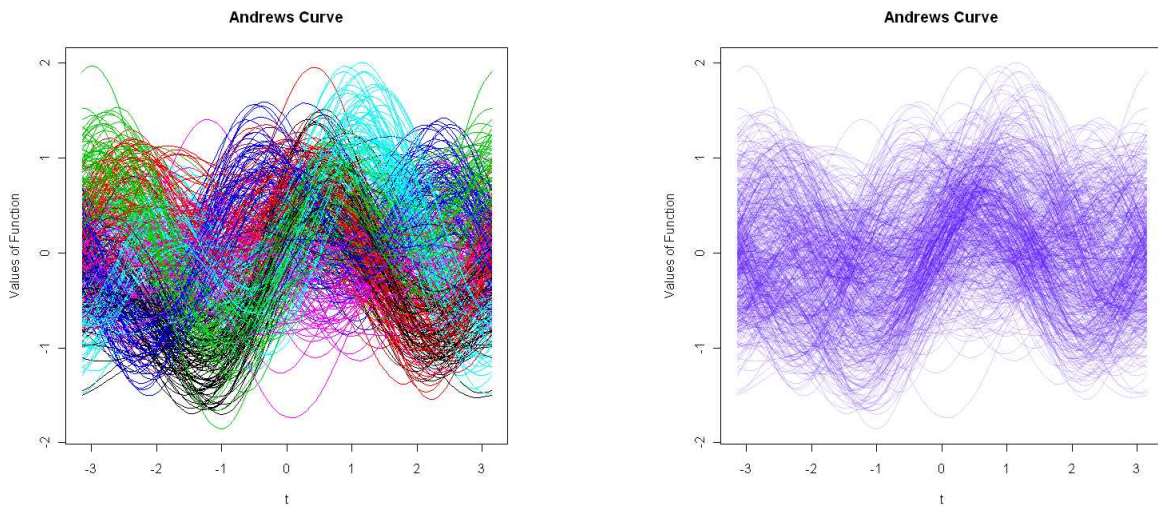 Andrews Curve
Values of Function
2
1
0
-1
-2
-3 -2 -1 0 1 2 3
t
Andrews Curve
Values of Function
2
1
0
-1
-2
-3 -2 -1 0 1 2 3
t